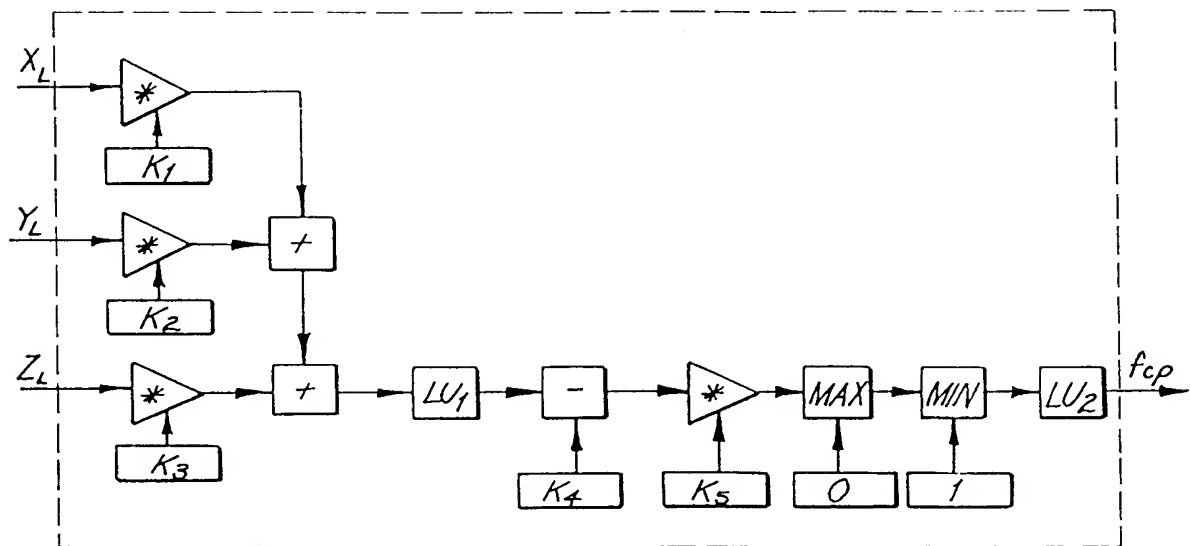 X_L
*
K_1
Y_L
*
+
K_2
Z_L
*
+
LU_1
-
*
MAX
MIN
LU_2
f_cp
K_3
K_4
K_5
0
1